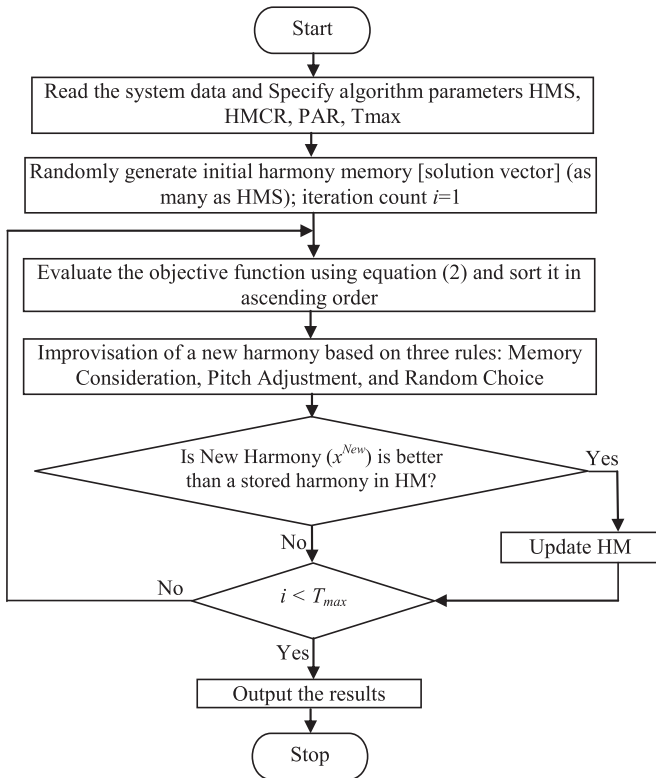 Start
Read the system data and Specify algorithm parameters HMS,
HMCR, PAR, Tmax
Randomly generate initial harmony memory [solution vector] (as
many as HMS); iteration count i=1
Evaluate the objective function using equation (2) and sort it in
ascending order
Improvisation of a new harmony based on three rules: Memory
Consideration, Pitch Adjustment, and Random Choice
Is New Harmony (x^New) is better
than a stored harmony in HM?
Yes
Update HM
No
i < T_max
No
Yes
Output the results
Stop